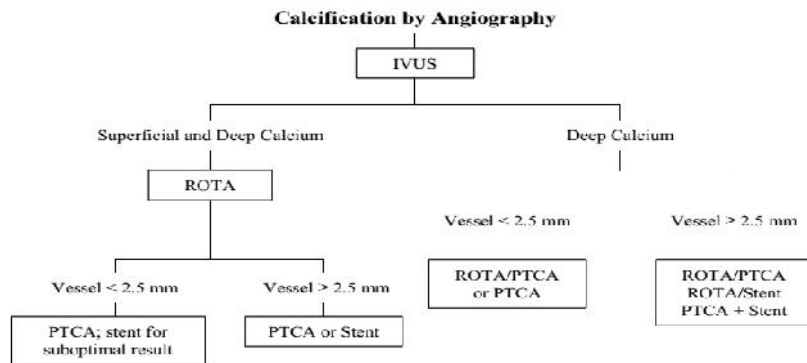 Calcification by Angiography
IVUS
Superficial and Deep Calcium
Deep Calcium
ROTA
Vessel < 2.5 mm
Vessel > 2.5 mm
ROTA/PTCA
or PTCA
ROTA/PTCA
ROTA/Stent
PTCA + Stent
Vessel < 2.5 mm
Vessel > 2.5 mm
PTCA; stent for
suboptimal result
PTCA or Stent